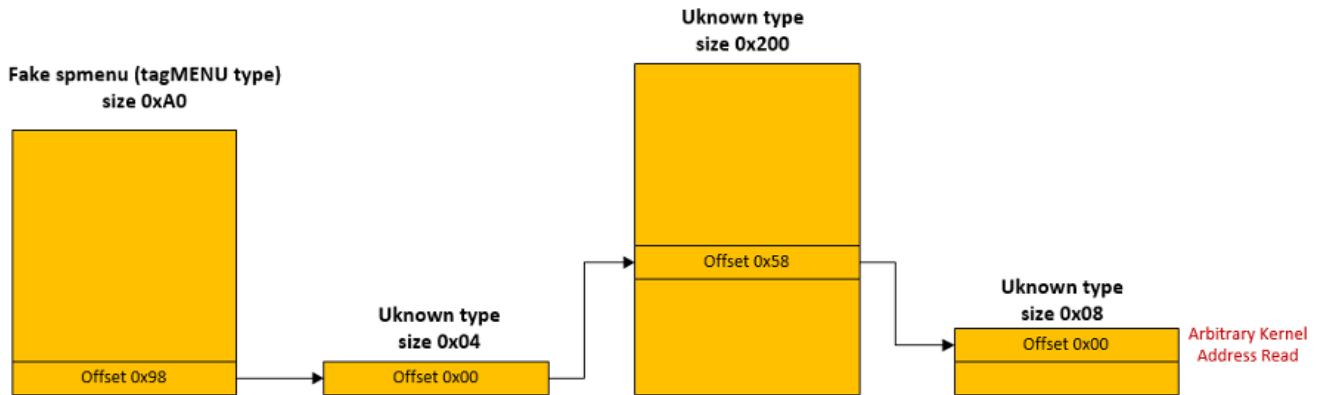 Fake spmenu (tagMENU type)
size 0xA0
Offset 0x98
Uknown type
size 0x04
Offset 0x00
Uknown type
size 0x200
Offset 0x58
Uknown type
size 0x08
Offset 0x00
Arbitrary Kernel
Address Read